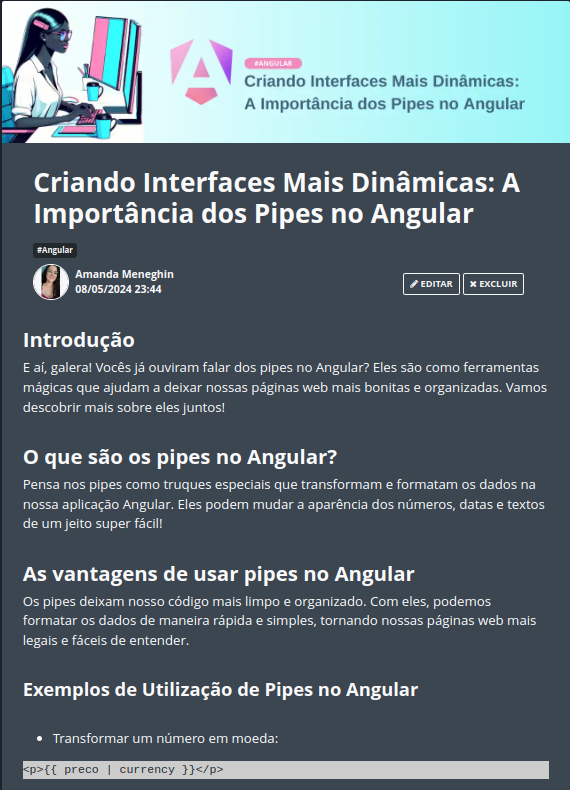 #ANGULAR
Criando Interfaces Mais Dinâmicas:
A Importância dos Pipes no Angular
Criando Interfaces Mais Dinâmicas: A
Importância dos Pipes no Angular
#Angular
Amanda Meneghin
08/05/2024 23:44
EDITAR
EXCLUIR
Introdução
E aí, galera! Vocês já ouviram falar dos pipes no Angular? Eles são como ferramentas
mágicas que ajudam a deixar nossas páginas web mais bonitas e organizadas. Vamos
descobrir mais sobre eles juntos!
O que são os pipes no Angular?
Pensa nos pipes como truques especiais que transformam e formatam os dados na
nossa aplicação Angular. Eles podem mudar a aparência dos números, datas e textos
de um jeito super fácil!
As vantagens de usar pipes no Angular
Os pipes deixam nosso código mais limpo e organizado. Com eles, podemos
formatar os dados de maneira rápida e simples, tornando nossas páginas web mais
legais e fáceis de entender.
Exemplos de Utilização de Pipes no Angular
• Transformar um número em moeda:
<p>{{ preco | currency }}</p>